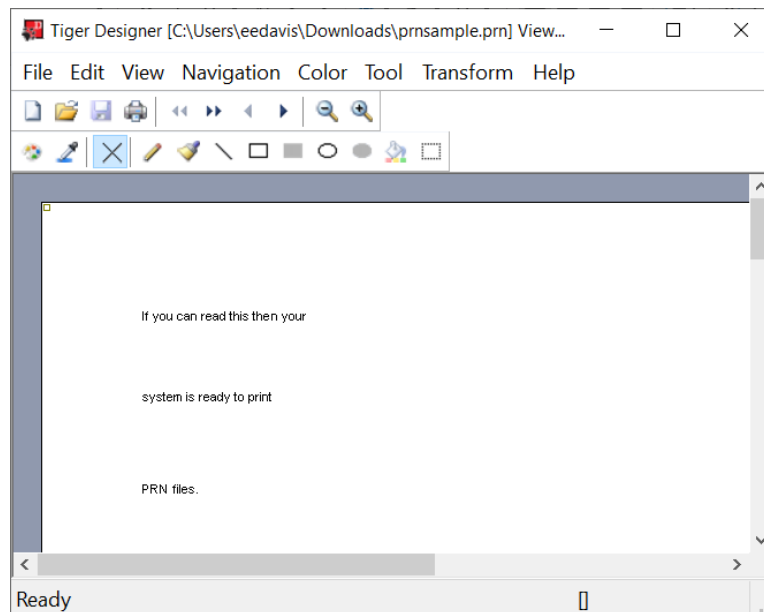 Tiger Designer [C:\Users\eedavis\Downloads\prnsample.prn] View...
File Edit View Navigation Color Tool Transform Help
If you can read this then your
system is ready to print
PRN files.
Ready []